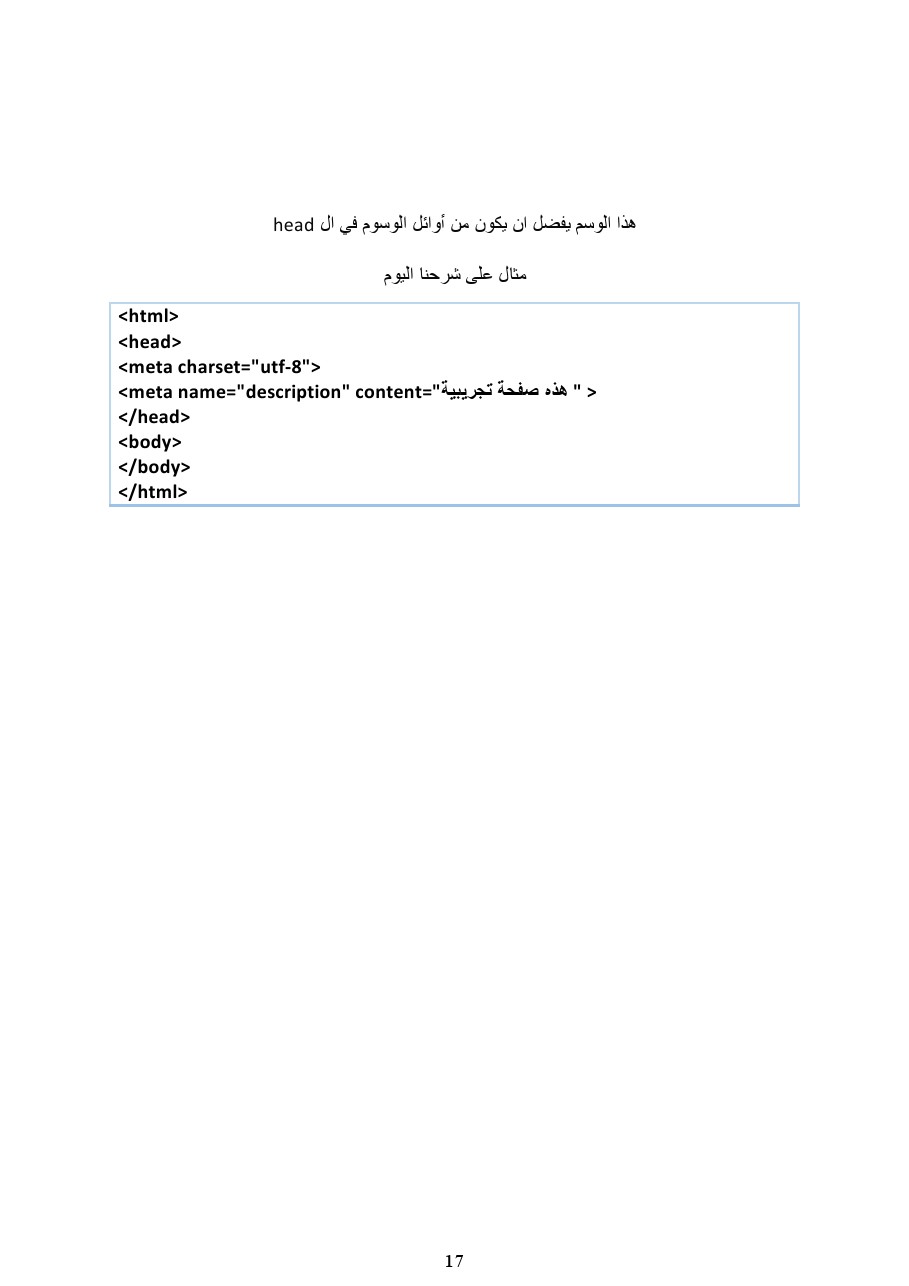 هذا الوسم يفضل ان يكون من أوائل الوسوم في ال head
مثال على شرحنا اليوم
<html>
<head>
<meta charset="utf-8">
<meta name="description" content="هذه صفحة تجريبية " >
</head>
<body>
</body>
</html>
17